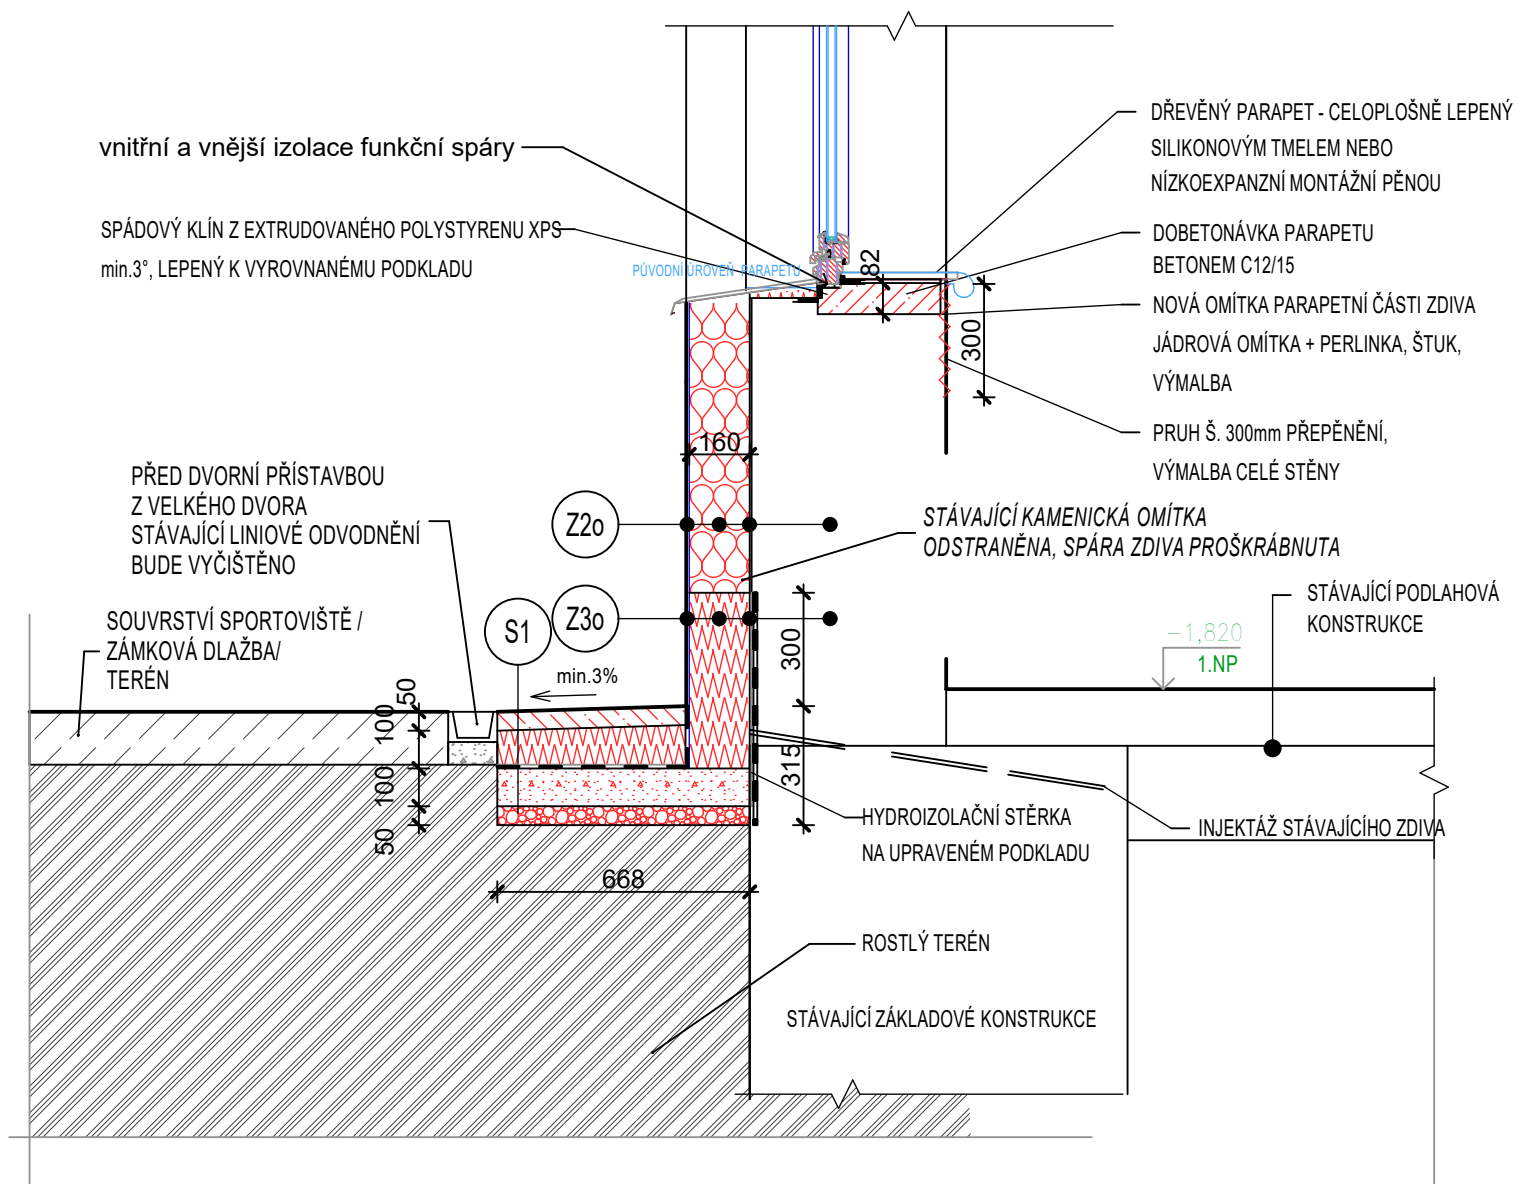 vnitřní a vnější izolace funkční spáry
SPÁDOVÝ KLÍN Z EXTRUDOVANÉHO POLYSTYRENU XPS
min.3°, LEPENÝ K VYROVNANÉMU PODKLADU
PŮVODNÍ ÚROVEŇ PARAPETU
DŘEVĚNÝ PARAPET - CELOPLOŠNĚ LEPENÝ
SILIKONOVÝM TMELEM NEBO
NÍZKOEXPANZNÍ MONTÁŽNÍ PĚNOU
DOBETONÁVKA PARAPETU
BETONEM C12/15
NOVÁ OMÍTKA PARAPETNÍ ČÁSTI ZDIVA
JÁDROVÁ OMÍTKA + PERLINKA, ŠTUK,
VÝMALBA
PRUH Š. 300mm PŘEPĚNĚNÍ,
VÝMALBA CELÉ STĚNY
82
300
160
PŘED DVORNÍ PŘÍSTAVBOU
Z VELKÉHO DVORA
STÁVAJÍCÍ LINIOVÉ ODVODNĚNÍ
BUDE VYČIŠTĚNO
Z2o
STÁVAJÍCÍ KAMENICKÁ OMÍTKA
ODSTRANĚNA, SPÁRA ZDIVA PROŠKRÁBNUTA
SOUVRSTVÍ SPORTOVIŠTĚ /
ZÁMKOVÁ DLAŽBA/
TERÉN
S1
Z3o
min.3%
STÁVAJÍCÍ PODLAHOVÁ
KONSTRUKCE
-1,820
1.NP
50
100
100
50
300
315
668
HYDROIZOLAČNÍ STĚRKA
NA UPRAVENÉM PODKLADU
INJEKTÁŽ STÁVAJÍCÍHO ZDIVA
ROSTLÝ TERÉN
STÁVAJÍCÍ ZÁKLADOVÉ KONSTRUKCE